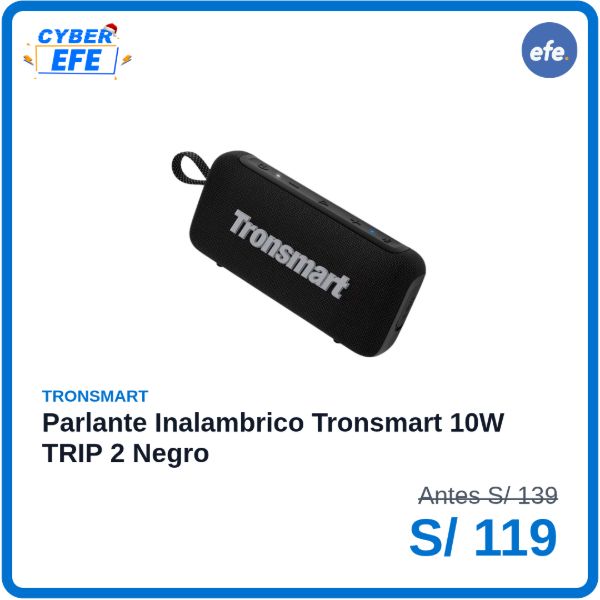 CYBER
EFE
efe.
Tronsmart
TRONSMART
Parlante Inalambrico Tronsmart 10W
TRIP 2 Negro
Antes S/ 139
S/ 119